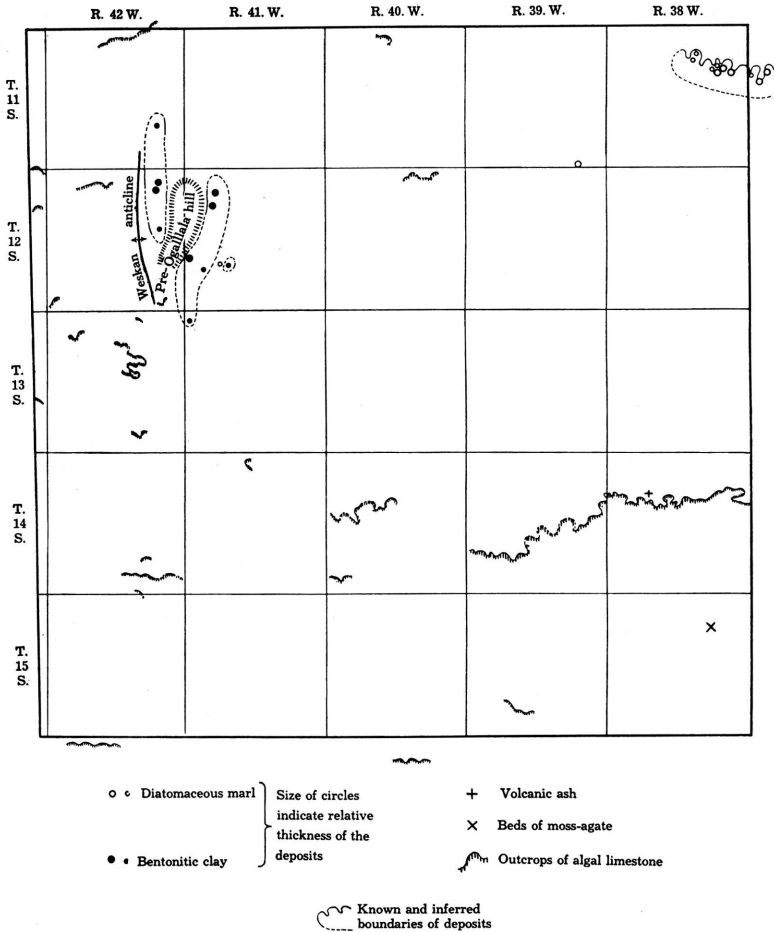 R. 42 W.
R. 41. W.
R. 40. W.
R. 39. W.
R. 38 W.
T.
11
S.
T.
12
S.
T.
13
S.
T.
14
S.
T.
15
S.
Weskan anticline
Pre-Ogallala hill
Diatomaceous marl
Bentonitic clay
Size of circles
indicate relative
thickness of the
deposits
Volcanic ash
Beds of moss-agate
Outcrops of algal limestone
Known and inferred
boundaries of deposits